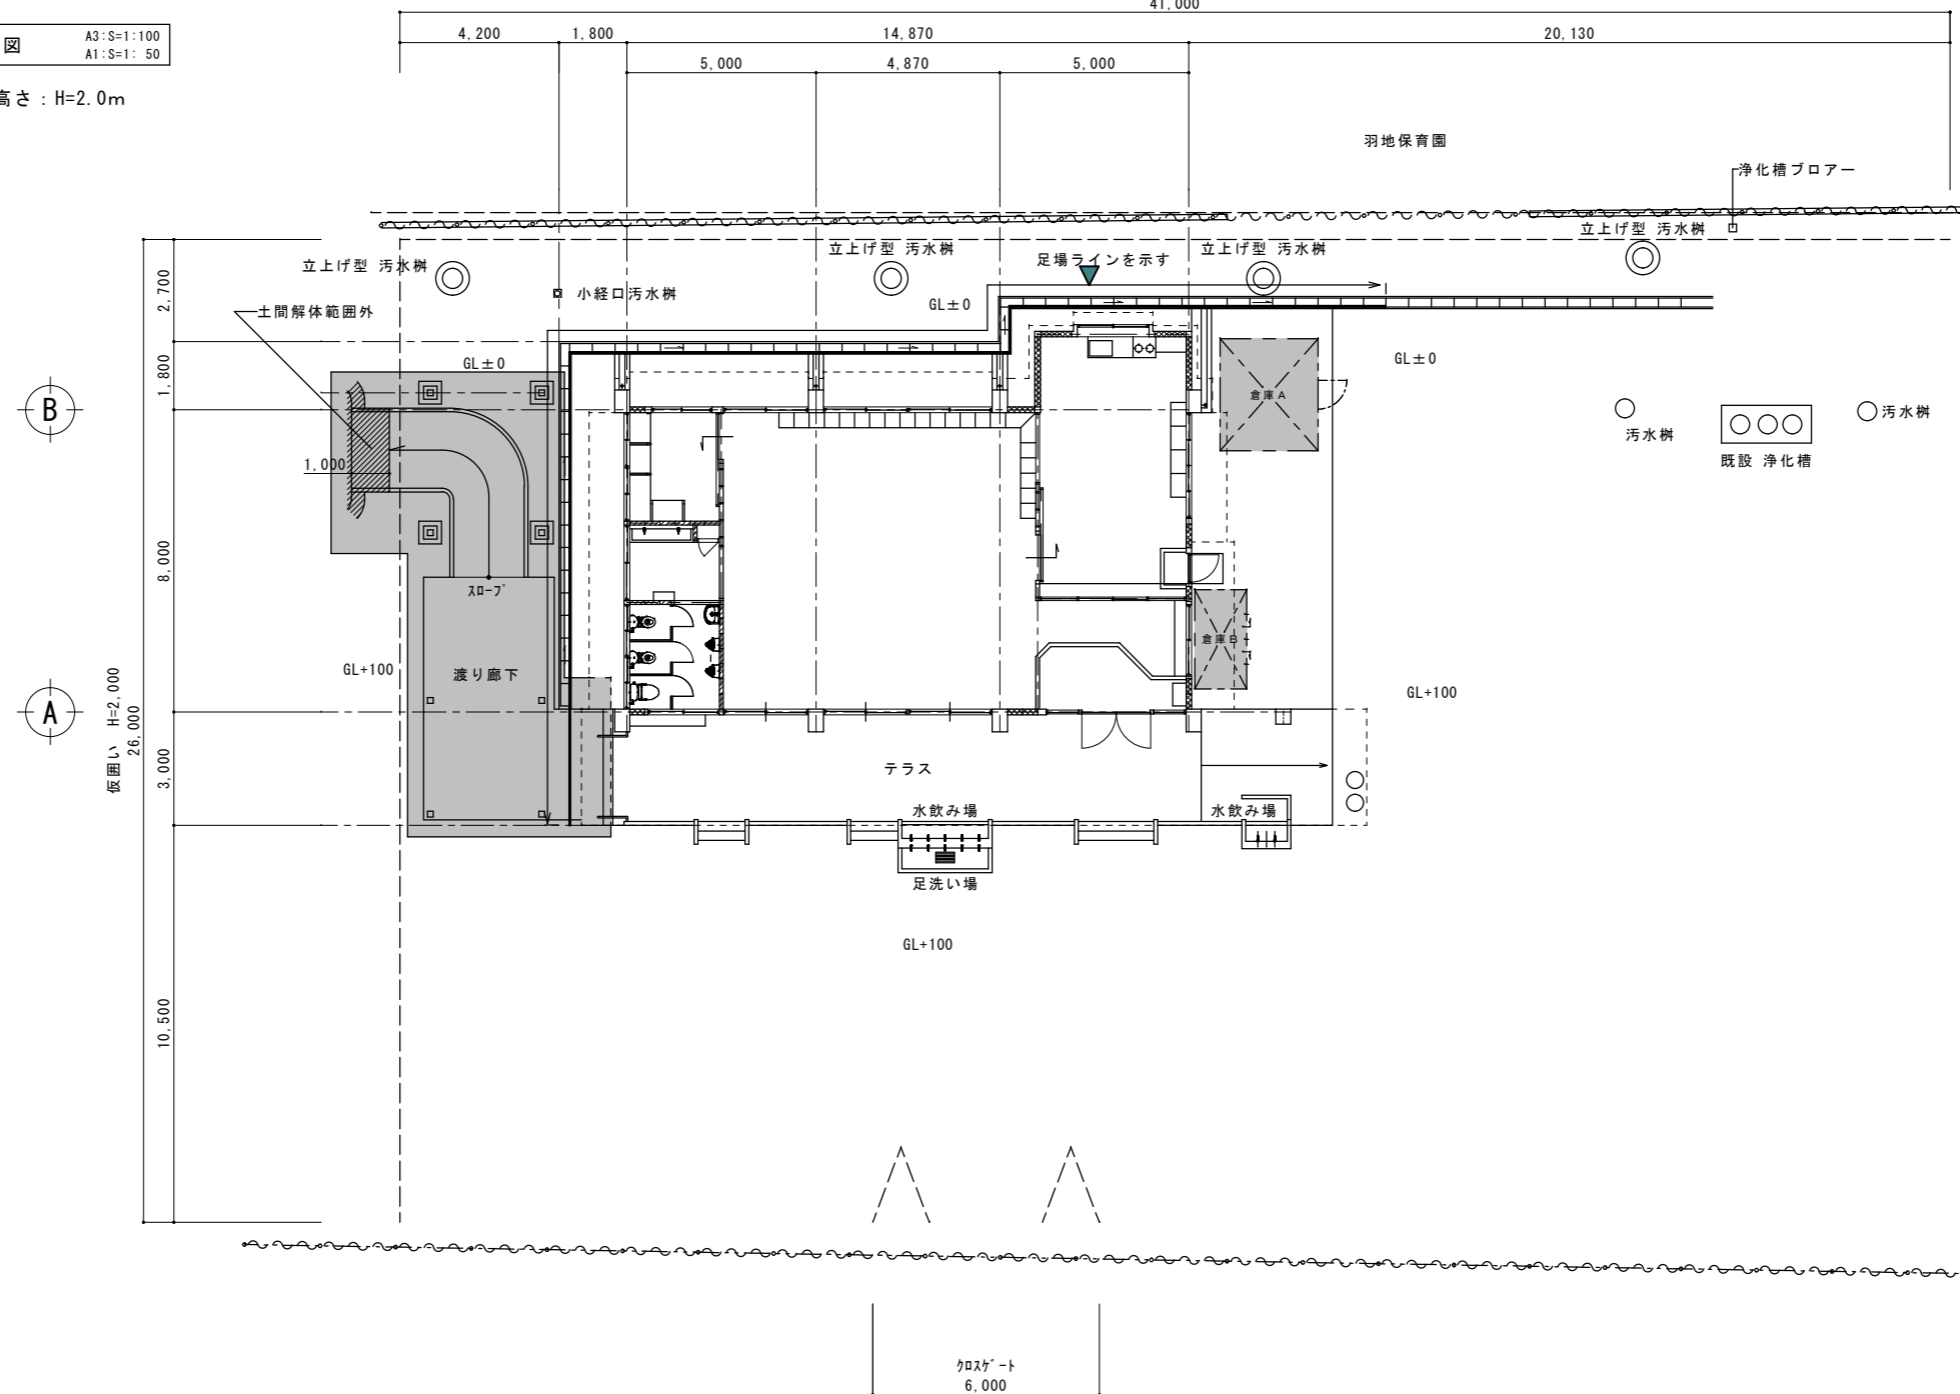 図
A3:S=1:100
A1:S=1: 50
高さ：H=2.0m
41,000
4,200
1,800
14,870
20,130
5,000
4,870
5,000
羽地保育園
浄化槽ブロアー
立上げ型 汚水桝
立上げ型 汚水桝
立上げ型 汚水桝
立上げ型 汚水桝
足場ラインを示す
小経口汚水桝
GL±0
土間解体範囲外
GL±0
GL±0
2,700
1,800
8,000
3,000
10,500
仮囲い H=2,000
26,000
B
A
1,000
倉庫A
汚水桝
汚水桝
既設 浄化槽
ｽﾛｰﾌﾟ
渡り廊下
GL+100
倉庫B
GL+100
テラス
水飲み場
水飲み場
足洗い場
GL+100
ｸﾛｽｹﾞｰﾄ
6,000